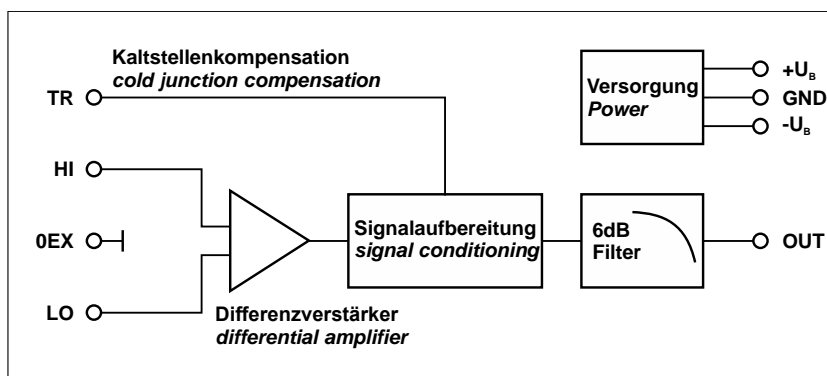 Kaltstellenkompensation
cold junction compensation
TR
HI
0EX
LO
Differenzverstärker
differential amplifier
Signalaufbereitung
signal conditioning
6dB
Filter
OUT
Versorgung
Power
+UB
GND
-UB